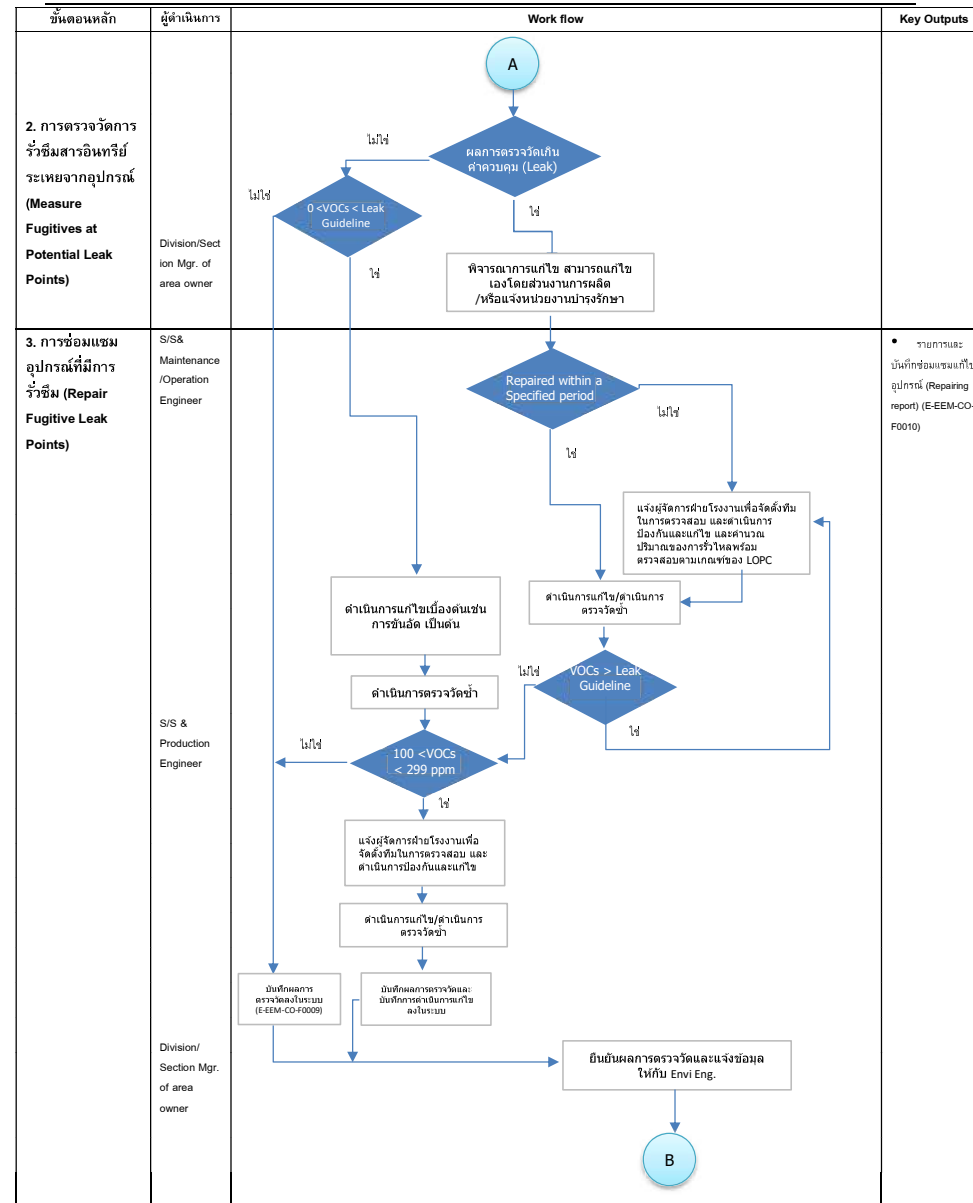 ขั้นตอนหลัก
ผู้ดำเนินการ
Work flow
Key Outputs
A
2. การตรวจวัดการ
รั่วซึมสารอินทรีย์
ระเหยจากอุปกรณ์
(Measure
Fugitives at
Potential Leak
Points)
Division/Sect
ion Mgr. of
area owner
ผลการตรวจวัดเกิน
ค่าควบคุม (Leak)
ไม่ใช่
ใช่
0 <VOCs < Leak
Guideline
ไม่ใช่
ใช่
พิจารณาการแก้ไข สามารถแก้ไข
เองโดยส่วนงานการผลิต
/หรือแจ้งหน่วยงานบำรุงรักษา
3. การซ่อมแซม
อุปกรณ์ที่มีการ
รั่วซึม (Repair
Fugitive Leak
Points)
S/S&
Maintenance
/Operation
Engineer
Repaired within a
Specified period
ไม่ใช่
ใช่
• รายการและ
บันทึกซ่อมแซมแก้ไข
อุปกรณ์ (Repairing
report) (E-EEM-CO-
F0010)
แจ้งผู้จัดการฝ่ายโรงงานเพื่อจัดตั้งทีม
ในการตรวจสอบ และดำเนินการ
ป้องกันและแก้ไข และคำนวณ
ปริมาณของการรั่วไหลพร้อม
ตรวจสอบตามเกณฑ์ของ LOPC
ดำเนินการแก้ไข/ดำเนินการ
ตรวจวัดซ้ำ
ดำเนินการแก้ไขเบื้องต้นเช่น
การขันอัด เป็นต้น
VOCs > Leak
Guideline
ไม่ใช่
ใช่
ดำเนินการตรวจวัดซ้ำ
S/S &
Production
Engineer
100 <VOCs
< 299 ppm
ไม่ใช่
ใช่
แจ้งผู้จัดการฝ่ายโรงงานเพื่อ
จัดตั้งทีมในการตรวจสอบ และ
ดำเนินการป้องกันและแก้ไข
ดำเนินการแก้ไข/ดำเนินการ
ตรวจวัดซ้ำ
บันทึกผลการ
ตรวจวัดลงในระบบ
(E-EEM-CO-F0009)
บันทึกผลการตรวจวัดและ
บันทึกการดำเนินการแก้ไข
ลงในระบบ
Division/
Section Mgr.
of area
owner
ยืนยันผลการตรวจวัดและแจ้งข้อมูล
ให้กับ Envi Eng.
B